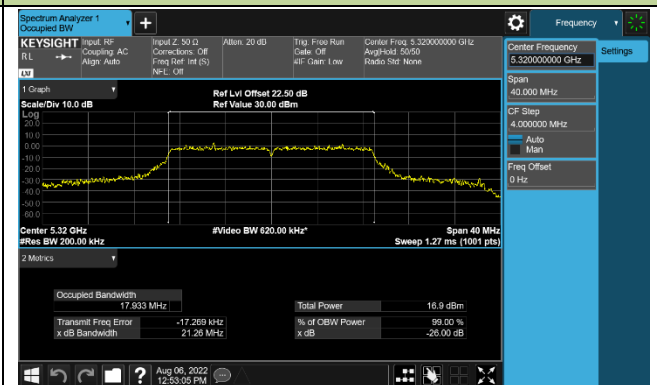 Spectrum Analyzer 1
Occupied BW
Frequency
KEYSIGHT
Input: RF
Coupling: AC
Align: Auto
Input Z: 50 Ω
Corrections: Off
Freq Ref: Int (S)
NFE: Off
Atten: 20 dB
Trig: Free Run
Gate: Off
#IF Gain: Low
Center Freq: 5.320000000 GHz
Avg|Hold: 50/50
Radio Std: None
RL
LXI
Center Frequency
5.320000000 GHz
Settings
Span
40.000 MHz
CF Step
4.000000 MHz
Auto
Man
Freq Offset
0 Hz
1 Graph
Scale/Div 10.0 dB
Ref Lvl Offset 22.50 dB
Ref Value 30.00 dBm
Log
20.0
10.0
0.00
-10.0
-20.0
-30.0
-40.0
-50.0
-60.0
Center 5.32 GHz
#Res BW 200.00 kHz
#Video BW 620.00 kHz*
Span 40 MHz
Sweep 1.27 ms (1001 pts)
2 Metrics
Occupied Bandwidth
17.933 MHz
Total Power 16.9 dBm
Transmit Freq Error -17.269 kHz
% of OBW Power 99.00 %
x dB Bandwidth 21.26 MHz
x dB -26.00 dB
?
Aug 06, 2022
12:53:05 PM